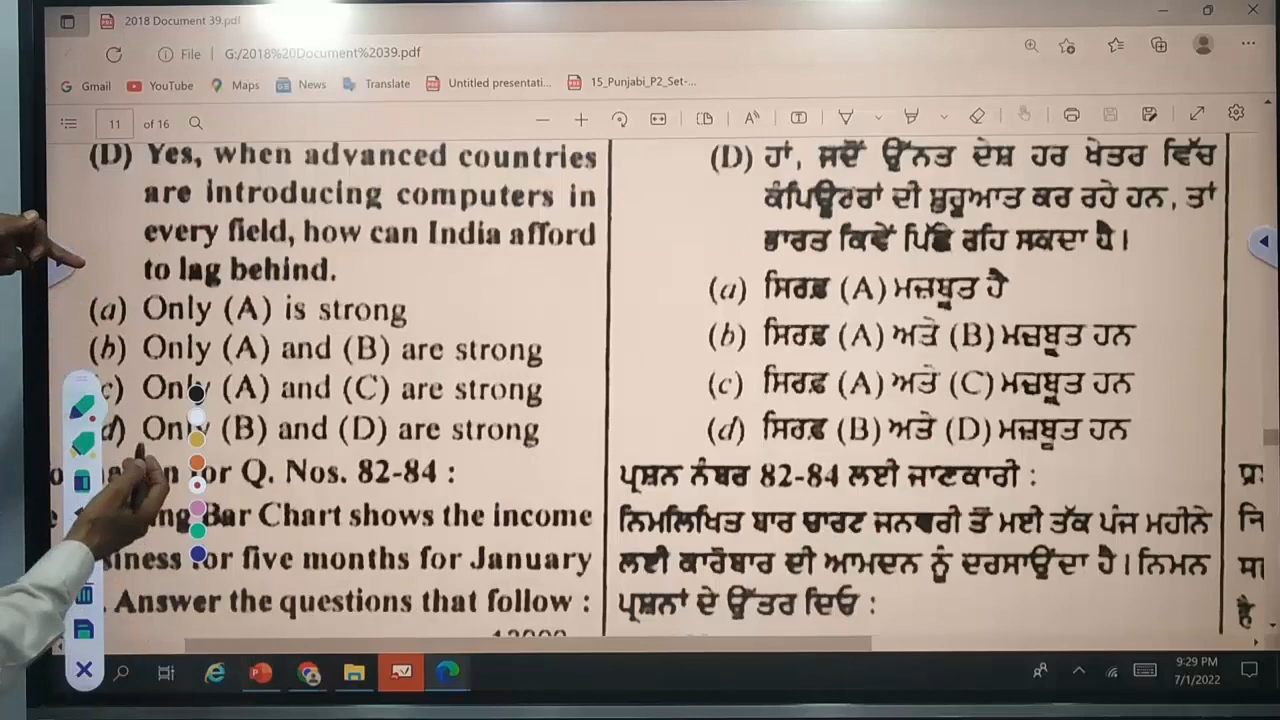 2018 Document 39.pdf
File | G:/2018%20Document%2039.pdf
Gmail YouTube Maps News Translate Untitled presentati... 15_Punjabi_P2_Set-...
11 of 16
(D) Yes, when advanced countries
are introducing computers in
every field, how can India afford
to lag behind.
(a) Only (A) is strong
(b) Only (A) and (B) are strong
c) Only (A) and (C) are strong
d) Only (B) and (D) are strong
for Q. Nos. 82-84 :
Bar Chart shows the income
for five months for January
. Answer the questions that follow :
(D) ਹਾਂ, ਜਦੋਂ ਉੱਨਤ ਦੇਸ਼ ਹਰ ਖੇਤਰ ਵਿੱਚ
ਕੰਪਿਊਟਰਾਂ ਦੀ ਸ਼ੁਰੂਆਤ ਕਰ ਰਹੇ ਹਨ, ਤਾਂ
ਭਾਰਤ ਕਿਵੇਂ ਪਿੱਛੇ ਰਹਿ ਸਕਦਾ ਹੈ।
(a) ਸਿਰਫ਼ (A) ਮਜ਼ਬੂਤ ਹੈ
(b) ਸਿਰਫ਼ (A) ਅਤੇ (B) ਮਜ਼ਬੂਤ ਹਨ
(c) ਸਿਰਫ਼ (A) ਅਤੇ (C) ਮਜ਼ਬੂਤ ਹਨ
(d) ਸਿਰਫ਼ (B) ਅਤੇ (D) ਮਜ਼ਬੂਤ ਹਨ
ਪ੍ਰਸ਼ਨ ਨੰਬਰ 82-84 ਲਈ ਜਾਣਕਾਰੀ :
ਨਿਮਲਿਖਿਤ ਬਾਰ ਚਾਰਟ ਜਨਵਰੀ ਤੋਂ ਮਈ ਤੱਕ ਪੰਜ ਮਹੀਨੇ
ਲਈ ਕਾਰੋਬਾਰ ਦੀ ਆਮਦਨ ਨੂੰ ਦਰਸਾਉਂਦਾ ਹੈ। ਨਿਮਨ
ਪ੍ਰਸ਼ਨਾਂ ਦੇ ਉੱਤਰ ਦਿਓ :
9:29 PM
7/1/2022